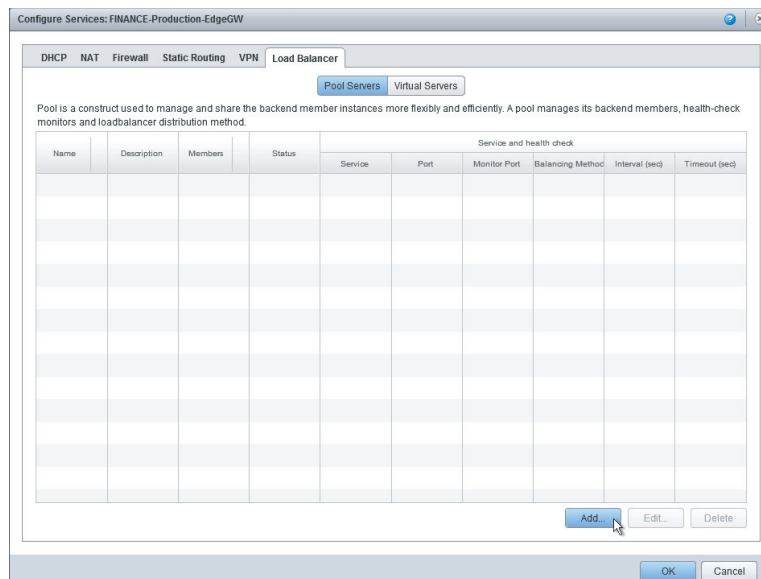 Configure Services: FINANCE-Production-EdgeGW
DHCP NAT Firewall Static Routing VPN Load Balancer
Pool Servers Virtual Servers
Pool is a construct used to manage and share the backend member instances more flexibly and efficiently. A pool manages its backend members, health-check
monitors and loadbalancer distribution method.
Name Description Members Status Service and health check
Service Port Monitor Port Balancing Method Interval (sec) Timeout (sec)
Add... Edit... Delete
OK Cancel